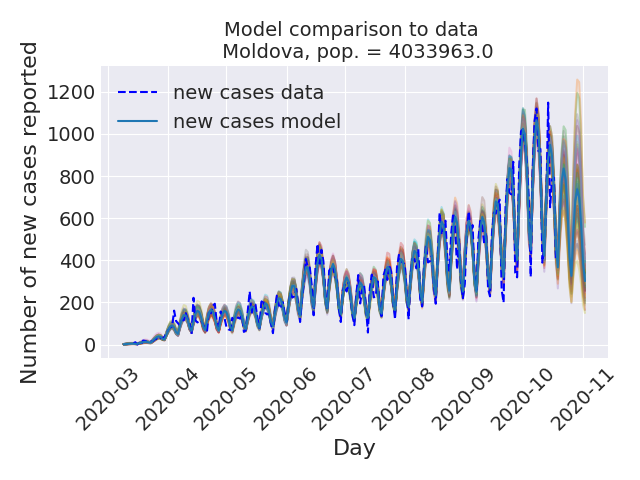 Model comparison to data
Moldova, pop. = 4033963.0
new cases data
new cases model
Number of new cases reported
1200
1000
800
600
400
200
0
2020-03
2020-04
2020-05
2020-06
2020-07
2020-08
2020-09
2020-10
2020-11
Day